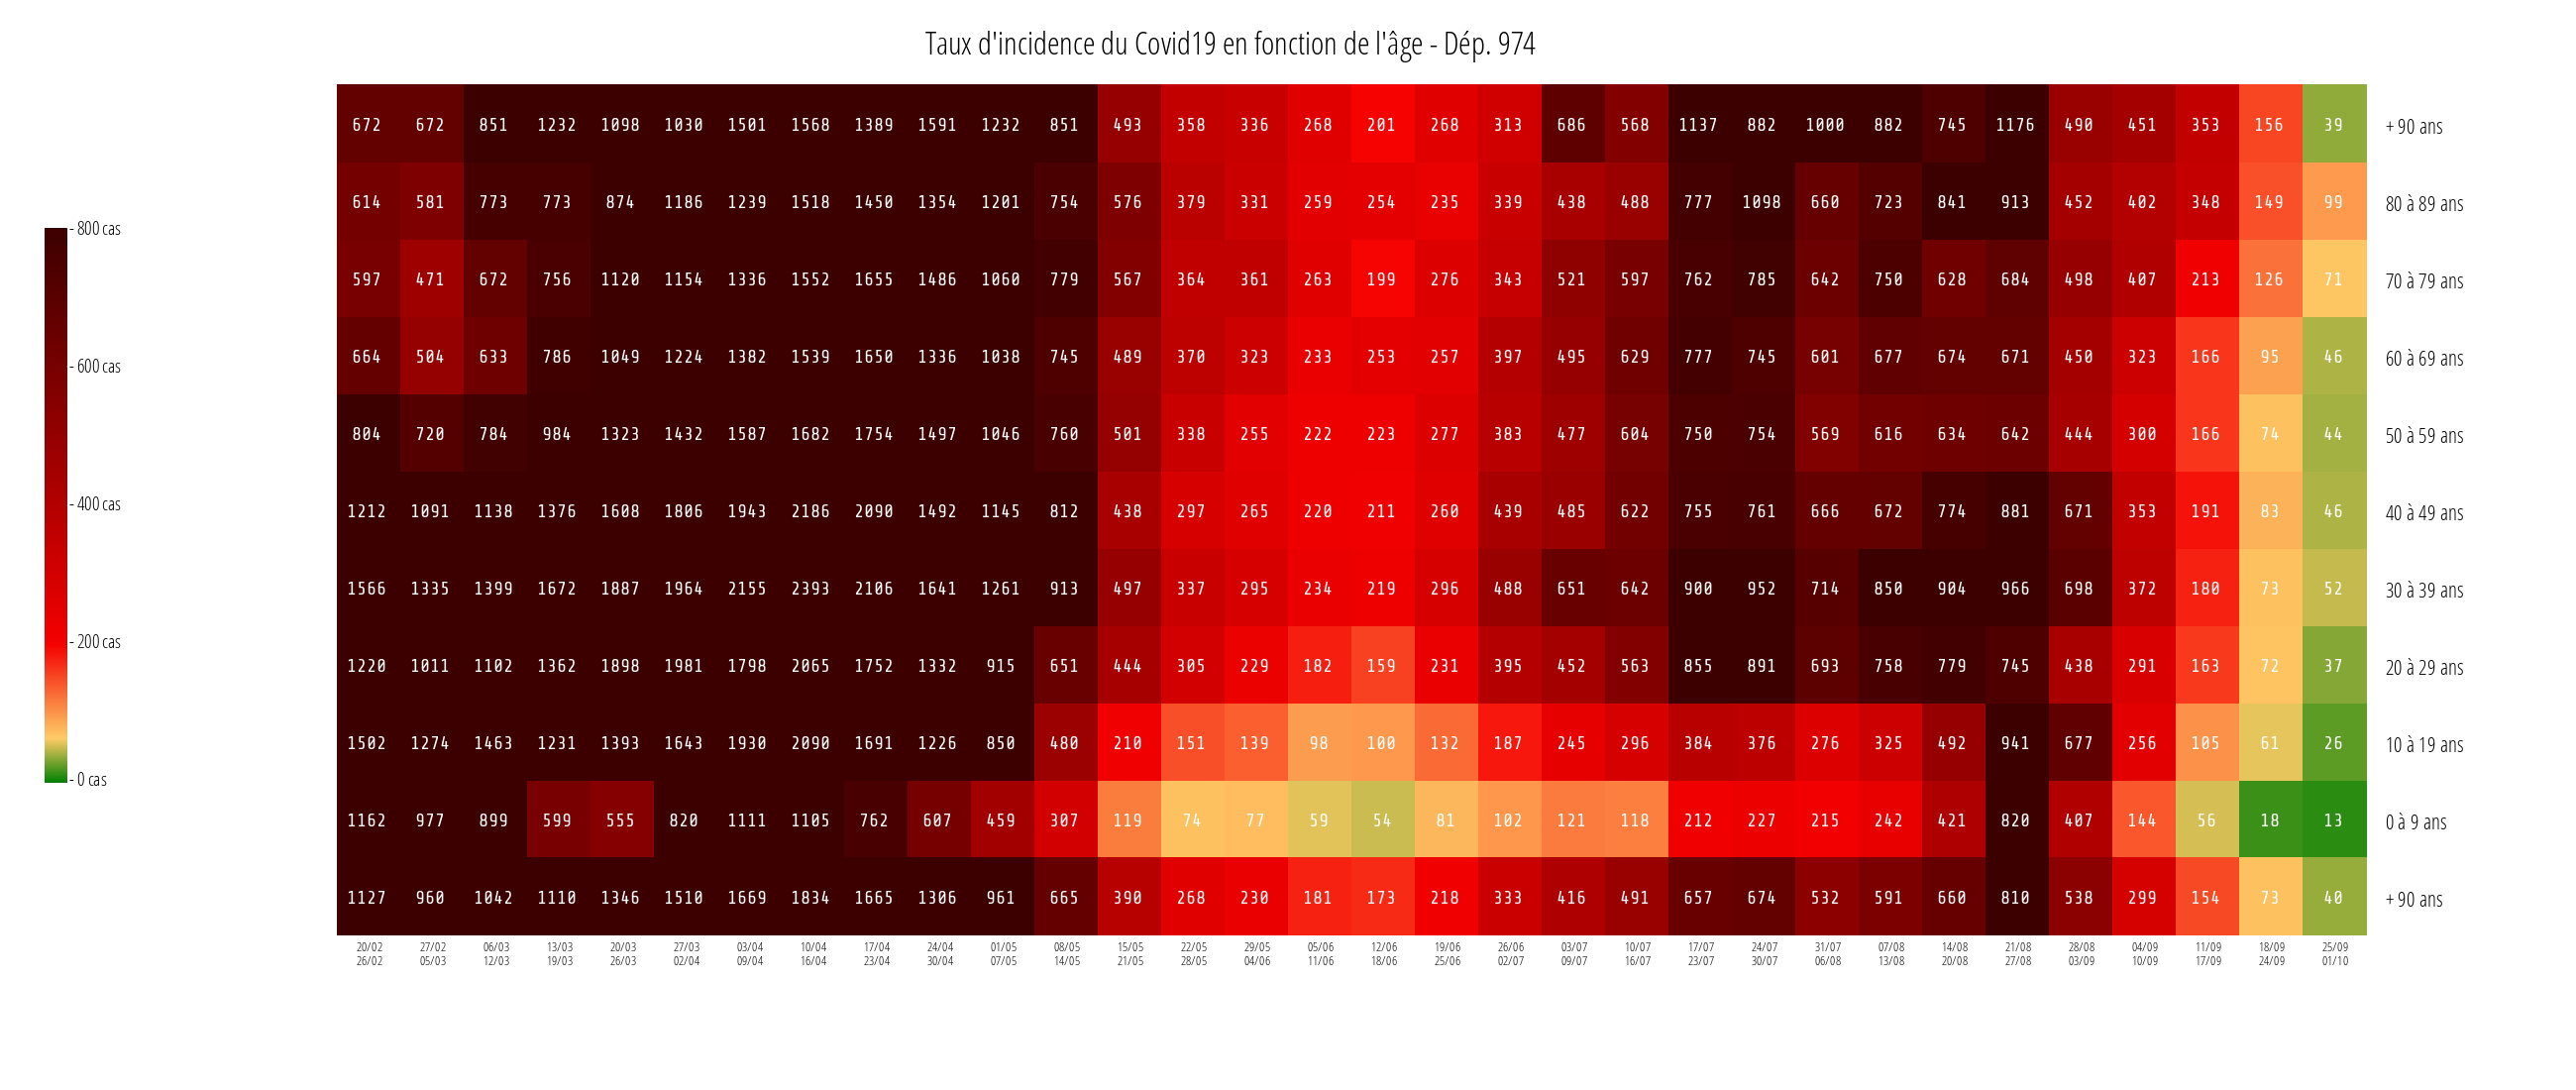 Taux d'incidence du Covid19 en fonction de l'âge - Dép. 974
672 672 851 1232 1098 1030 1501 1568 1389 1591 1232 851 493 358 336 268 201 268 313 686 568 1137 882 1000 882 745 1176 490 451 353 156 39 + 90 ans
614 581 773 773 874 1186 1239 1518 1450 1354 1201 754 576 379 331 259 254 235 339 438 488 777 1098 660 723 841 913 452 402 348 149 99 80 à 89 ans
- 800 cas
597 471 672 756 1120 1154 1336 1552 1655 1486 1060 779 567 364 361 263 199 276 343 521 597 762 785 642 750 628 684 498 407 213 126 71 70 à 79 ans
664 504 633 786 1049 1224 1382 1539 1650 1336 1038 745 489 370 323 233 253 257 397 495 629 777 745 601 677 674 671 450 323 166 95 46 60 à 69 ans
- 600 cas
804 720 784 984 1323 1432 1587 1682 1754 1497 1046 760 501 338 255 222 223 277 383 477 604 750 754 569 616 634 642 444 300 166 74 44 50 à 59 ans
- 400 cas
1212 1091 1138 1376 1608 1806 1943 2186 2090 1492 1145 812 438 297 265 220 211 260 439 485 622 755 761 666 672 774 881 671 353 191 83 46 40 à 49 ans
1566 1335 1399 1672 1887 1964 2155 2393 2106 1641 1261 913 497 337 295 234 219 296 488 651 642 900 952 714 850 904 966 698 372 180 73 52 30 à 39 ans
- 200 cas
1220 1011 1102 1362 1898 1981 1798 2065 1752 1332 915 651 444 305 229 182 159 231 395 452 563 855 891 693 758 779 745 438 291 163 72 37 20 à 29 ans
1502 1274 1463 1231 1393 1643 1930 2090 1691 1226 850 480 210 151 139 98 100 132 187 245 296 384 376 276 325 492 941 677 256 105 61 26 10 à 19 ans
- 0 cas
1162 977 899 599 555 820 1111 1105 762 607 459 307 119 74 77 59 54 81 102 121 118 212 227 215 242 421 820 407 144 56 18 13 0 à 9 ans
1127 960 1042 1110 1346 1510 1669 1834 1665 1306 961 665 390 268 230 181 173 218 333 416 491 657 674 532 591 660 810 538 299 154 73 40 + 90 ans
20/02 27/02 06/03 13/03 20/03 27/03 03/04 10/04 17/04 24/04 01/05 08/05 15/05 22/05 29/05 05/06 12/06 19/06 26/06 03/07 10/07 17/07 24/07 31/07 07/08 14/08 21/08 28/08 04/09 11/09 18/09 25/09
26/02 05/03 12/03 19/03 26/03 02/04 09/04 16/04 23/04 30/04 07/05 14/05 21/05 28/05 04/06 11/06 18/06 25/06 02/07 09/07 16/07 23/07 30/07 06/08 13/08 20/08 27/08 03/09 10/09 17/09 24/09 01/10